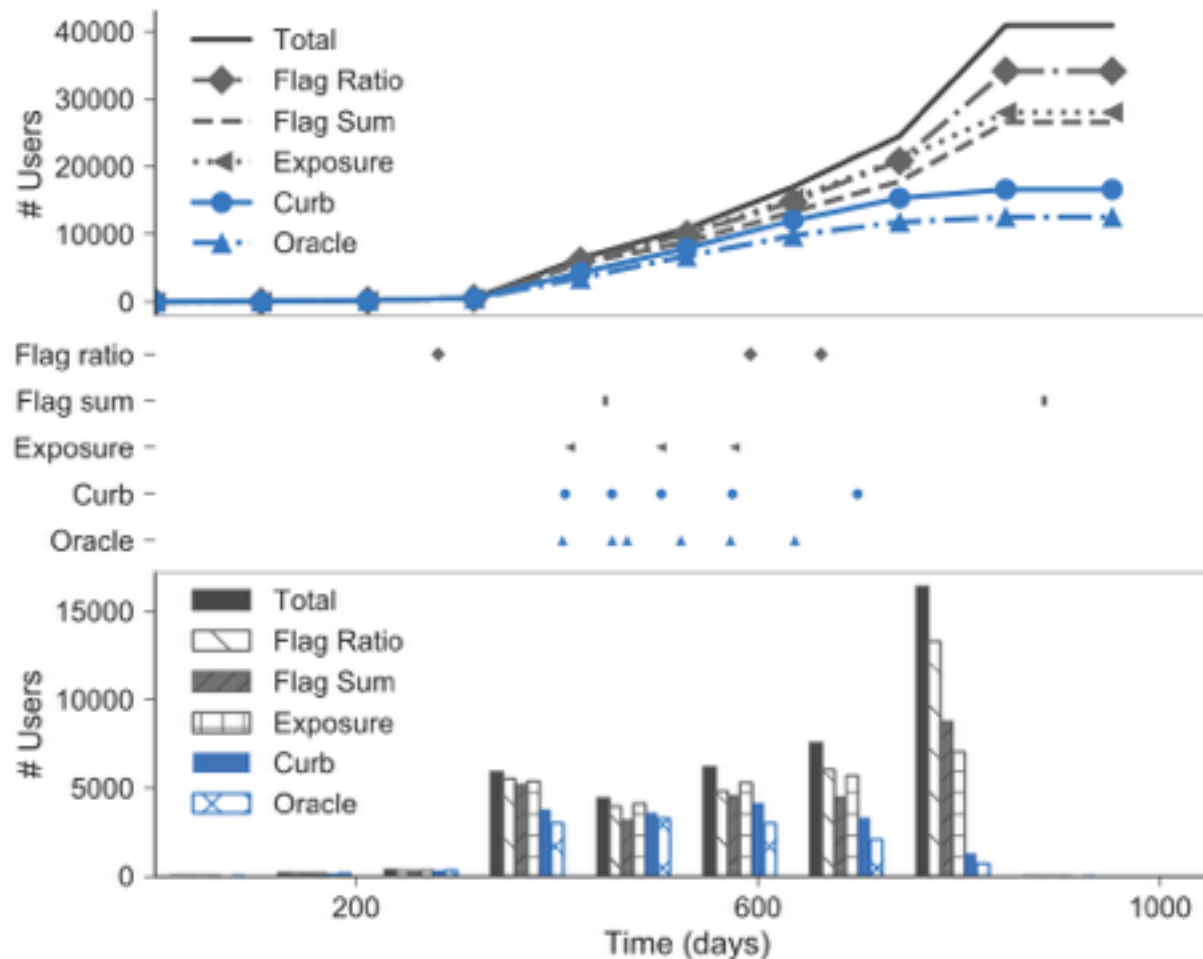 40000
30000
20000
10000
0
# Users
Total
Flag Ratio
Flag Sum
Exposure
Curb
Oracle
Flag ratio
Flag sum
Exposure
Curb
Oracle
15000
10000
5000
0
# Users
Total
Flag Ratio
Flag Sum
Exposure
Curb
Oracle
200
600
1000
Time (days)